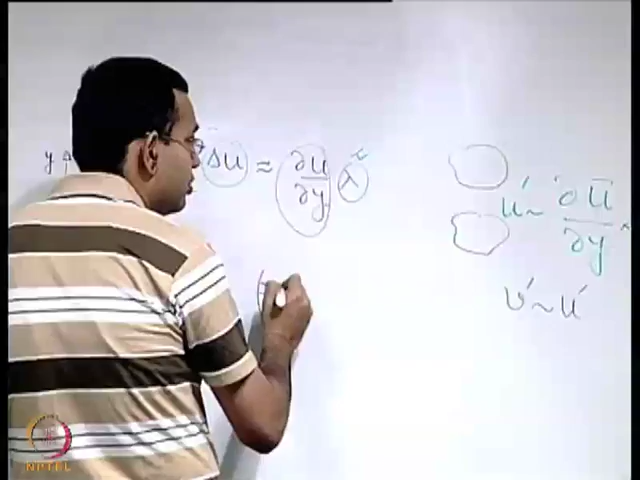 y Δu ≈ ∂u/∂y λ
u' ~ ∂ū/∂y
v' ~ u'
NPTEL